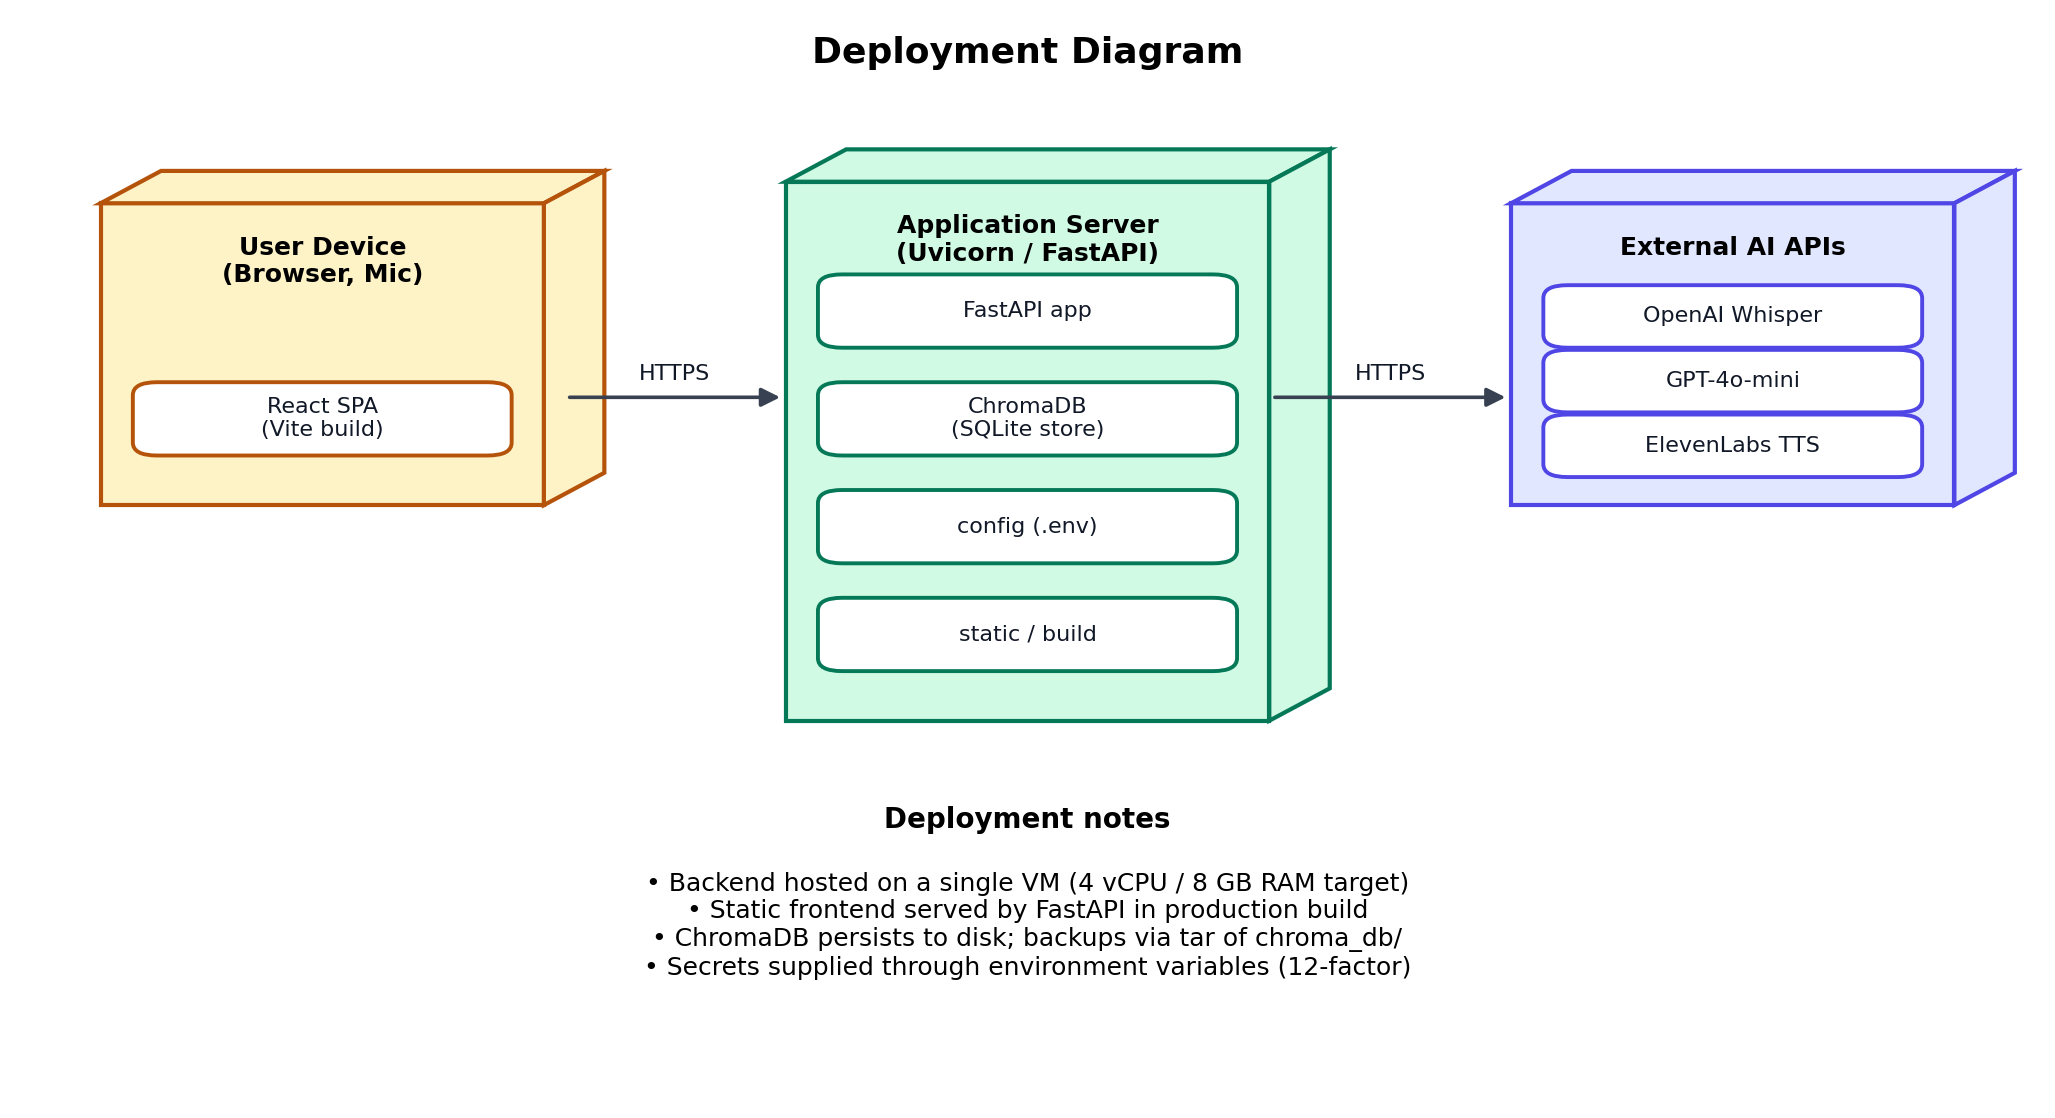 Deployment Diagram
User Device
(Browser, Mic)
React SPA
(Vite build)
HTTPS
Application Server
(Uvicorn / FastAPI)
FastAPI app
ChromaDB
(SQLite store)
config (.env)
static / build
HTTPS
External AI APIs
OpenAI Whisper
GPT-4o-mini
ElevenLabs TTS
Deployment notes
• Backend hosted on a single VM (4 vCPU / 8 GB RAM target)
• Static frontend served by FastAPI in production build
• ChromaDB persists to disk; backups via tar of chroma_db/
• Secrets supplied through environment variables (12-factor)